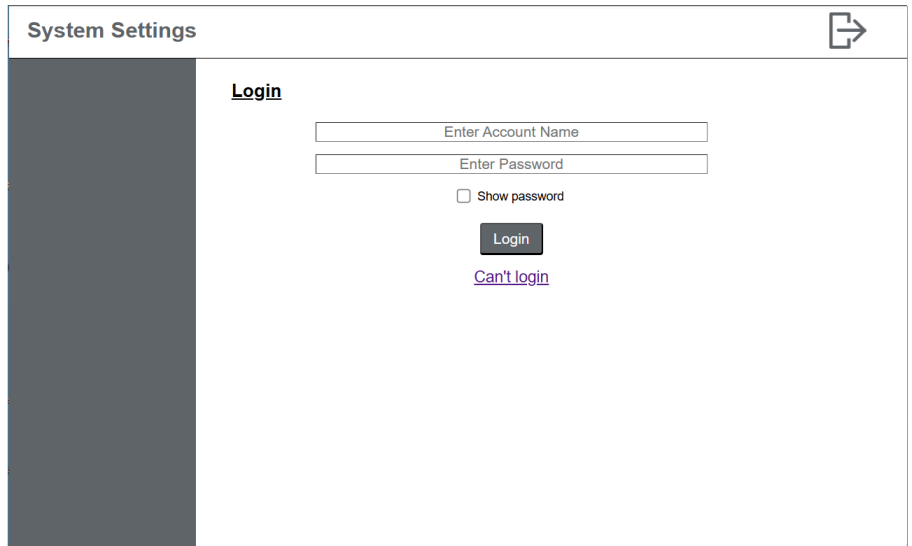 System Settings
Login
Enter Account Name
Enter Password
Show password
Login
Can't login